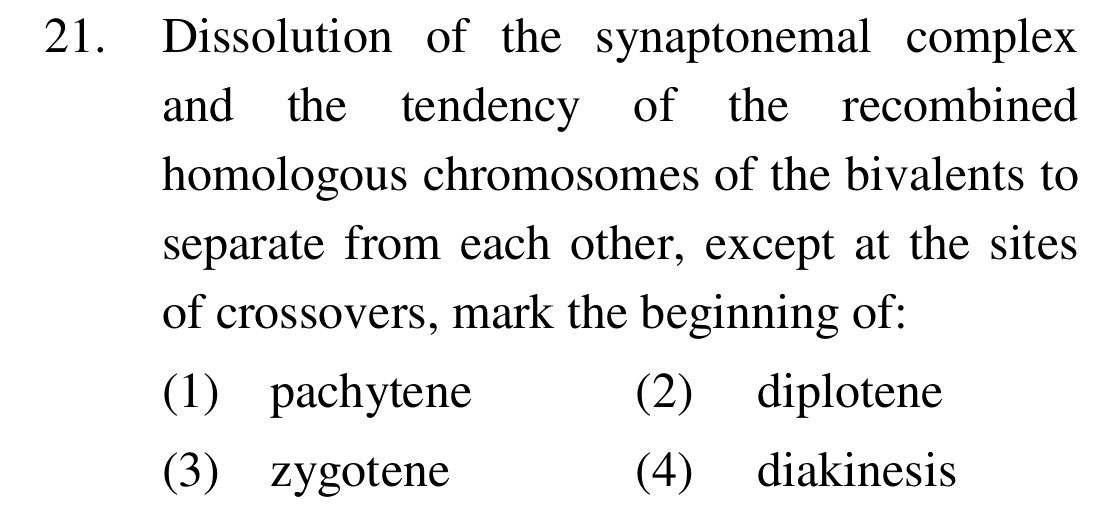 21. Dissolution of the synaptonemal complex
and the tendency of the recombined
homologous chromosomes of the bivalents to
separate from each other, except at the sites
of crossovers, mark the beginning of:
(1) pachytene (2) diplotene
(3) zygotene (4) diakinesis